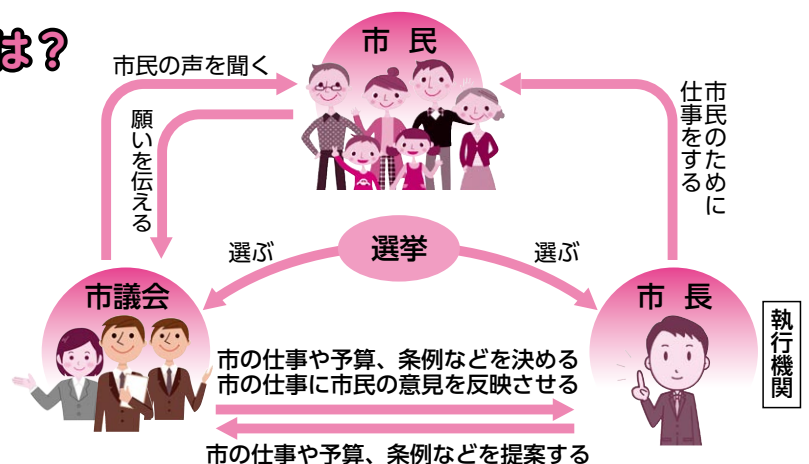 は？
市民
市民の声を聞く
願いを伝える
市民のために
仕事をする
選挙
選ぶ
選ぶ
市議会
市長
執行機関
市の仕事や予算、条例などを決める
市の仕事に市民の意見を反映させる
市の仕事や予算、条例などを提案する